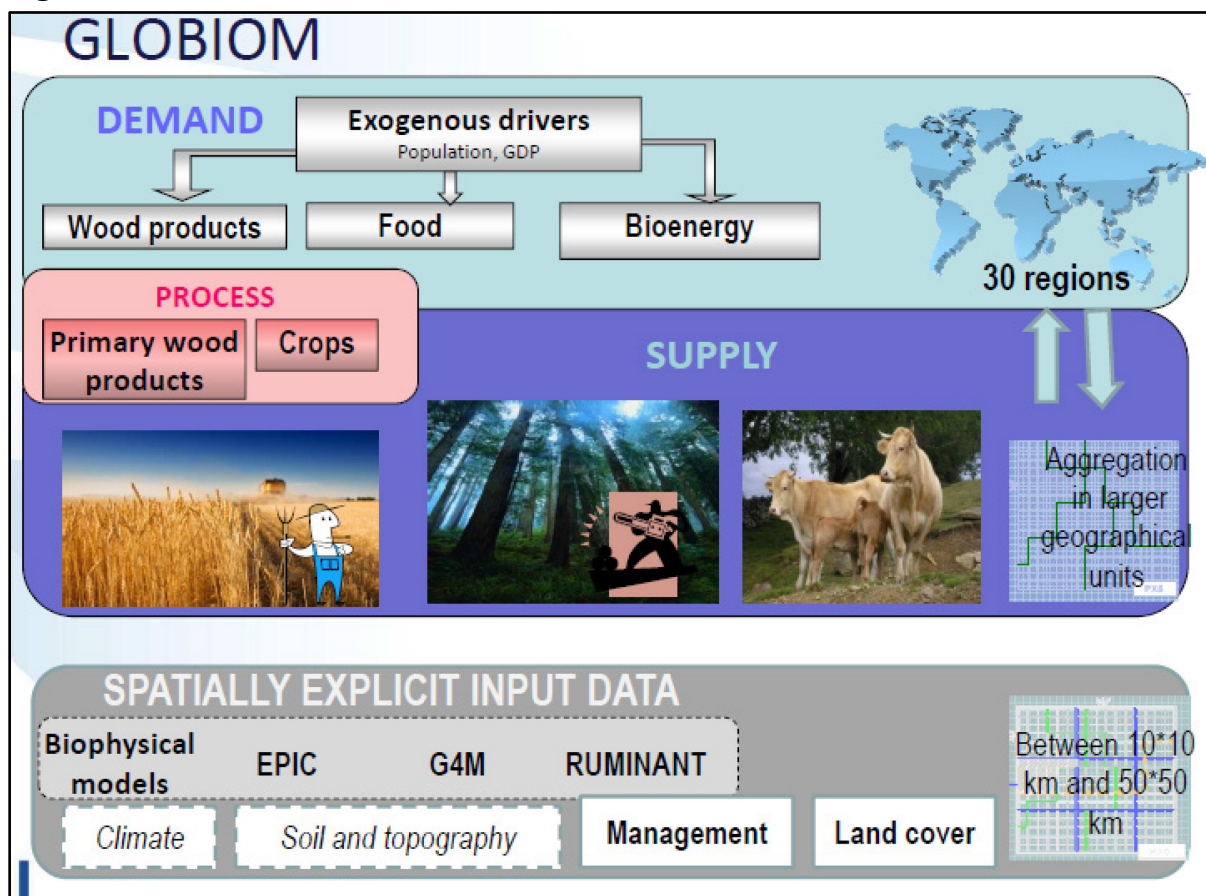 GLOBIOM
DEMAND
Exogenous drivers
Population, GDP
Wood products
Food
Bioenergy
30 regions
PROCESS
Primary wood
products
Crops
SUPPLY
Aggregation
in larger
geographical
units
SPATIALLY EXPLICIT INPUT DATA
Biophysical
models
EPIC
G4M
RUMINANT
Between 10*10
km and 50*50
km
Climate
Soil and topography
Management
Land cover